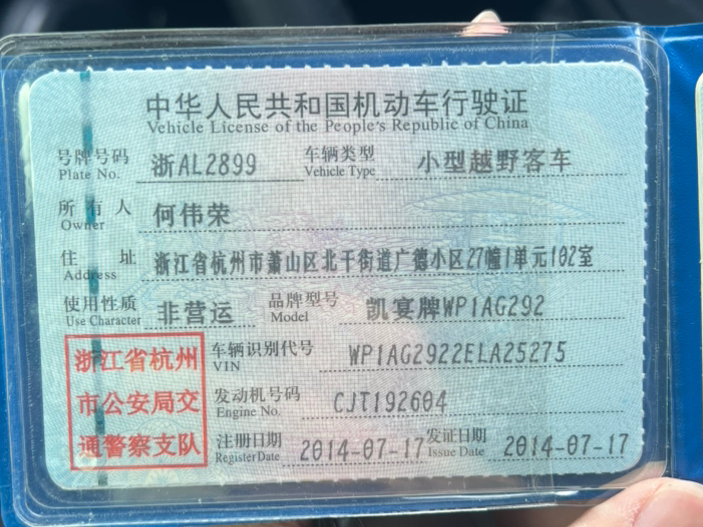 中华人民共和国机动车行驶证
Vehicle License of the People's Republic of China
号牌号码 浙AL2899 车辆类型 小型越野客车
Plate No. Vehicle Type
所有人 何伟荣
Owner
住址 浙江省杭州市萧山区北干街道广德小区27幢1单元102室
Address
使用性质 非营运 品牌型号 凯宴牌WP1AG292
Use Character Model
浙江省杭州
市公安局交
通警察支队
车辆识别代号 WP1AG2922ELA25275
VIN
发动机号码 CJT192604
Engine No.
注册日期 2014-07-17 发证日期 2014-07-17
Register Date Issue Date